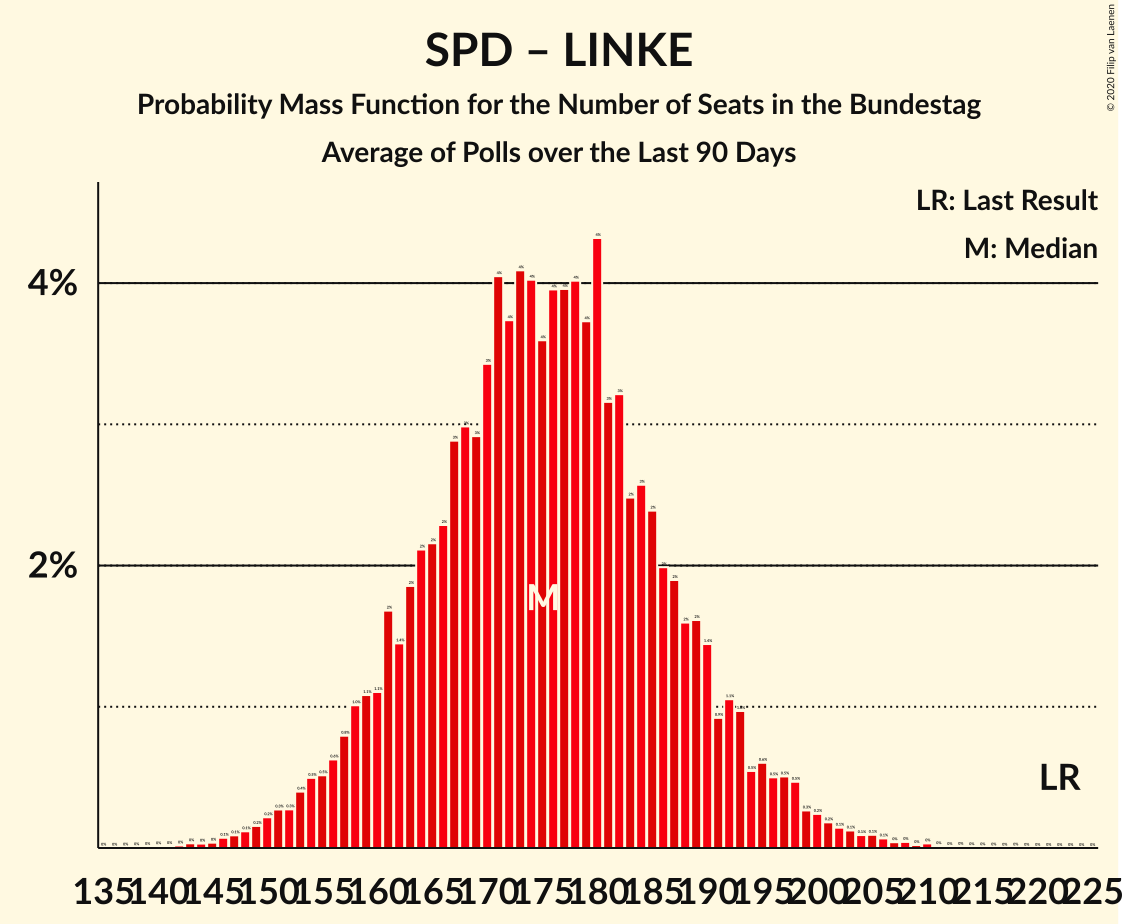 SPD – LINKE
Probability Mass Function for the Number of Seats in the Bundestag
Average of Polls over the Last 90 Days
© 2020 Filip van Laenen
LR: Last Result
M: Median
4%
2%
M
LR
135 140 145 150 155 160 165 170 175 180 185 190 195 200 205 210 215 220 225